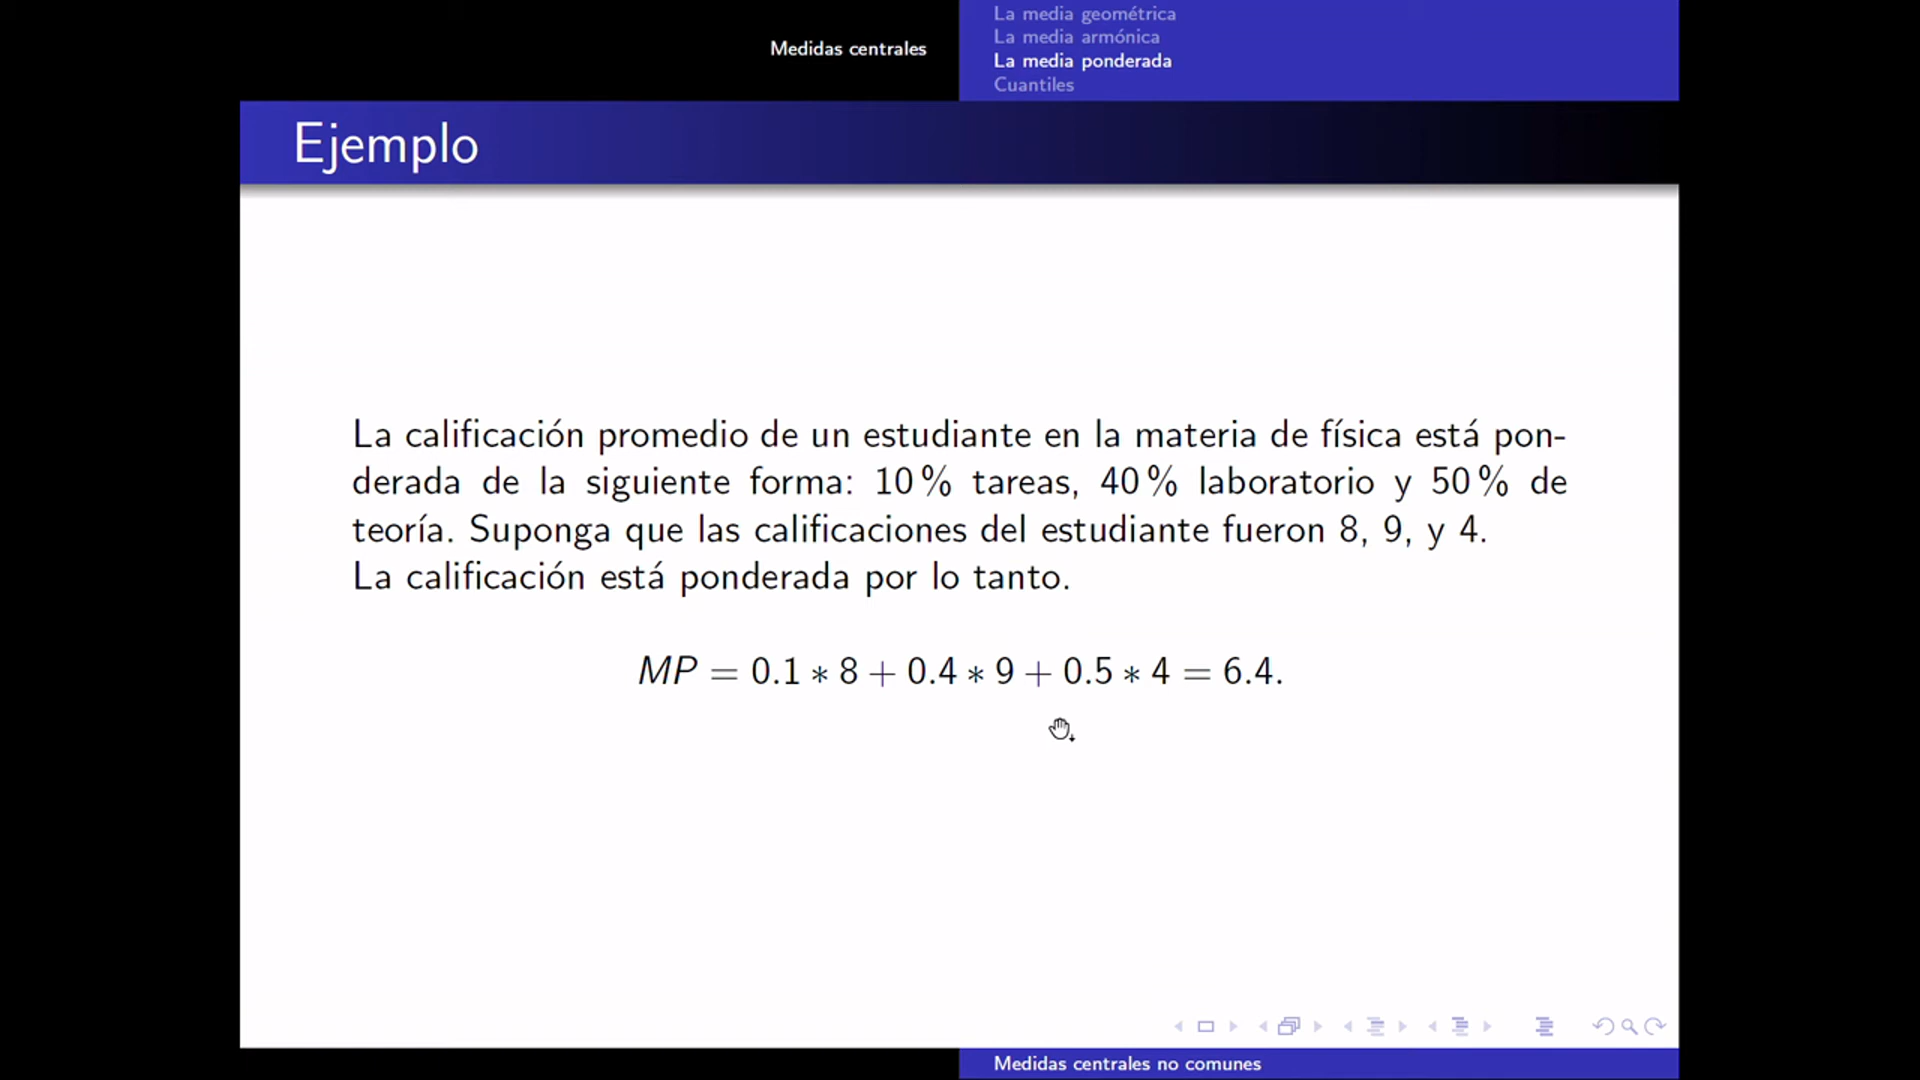 Medidas centrales
La media geométrica
La media armónica
La media ponderada
Cuantiles
Ejemplo
La calificación promedio de un estudiante en la materia de física está pon-
derada de la siguiente forma: 10 % tareas, 40 % laboratorio y 50 % de
teoría. Suponga que las calificaciones del estudiante fueron 8, 9, y 4.
La calificación está ponderada por lo tanto.
MP = 0.1 ∗ 8 + 0.4 ∗ 9 + 0.5 ∗ 4 = 6.4.
Medidas centrales no comunes